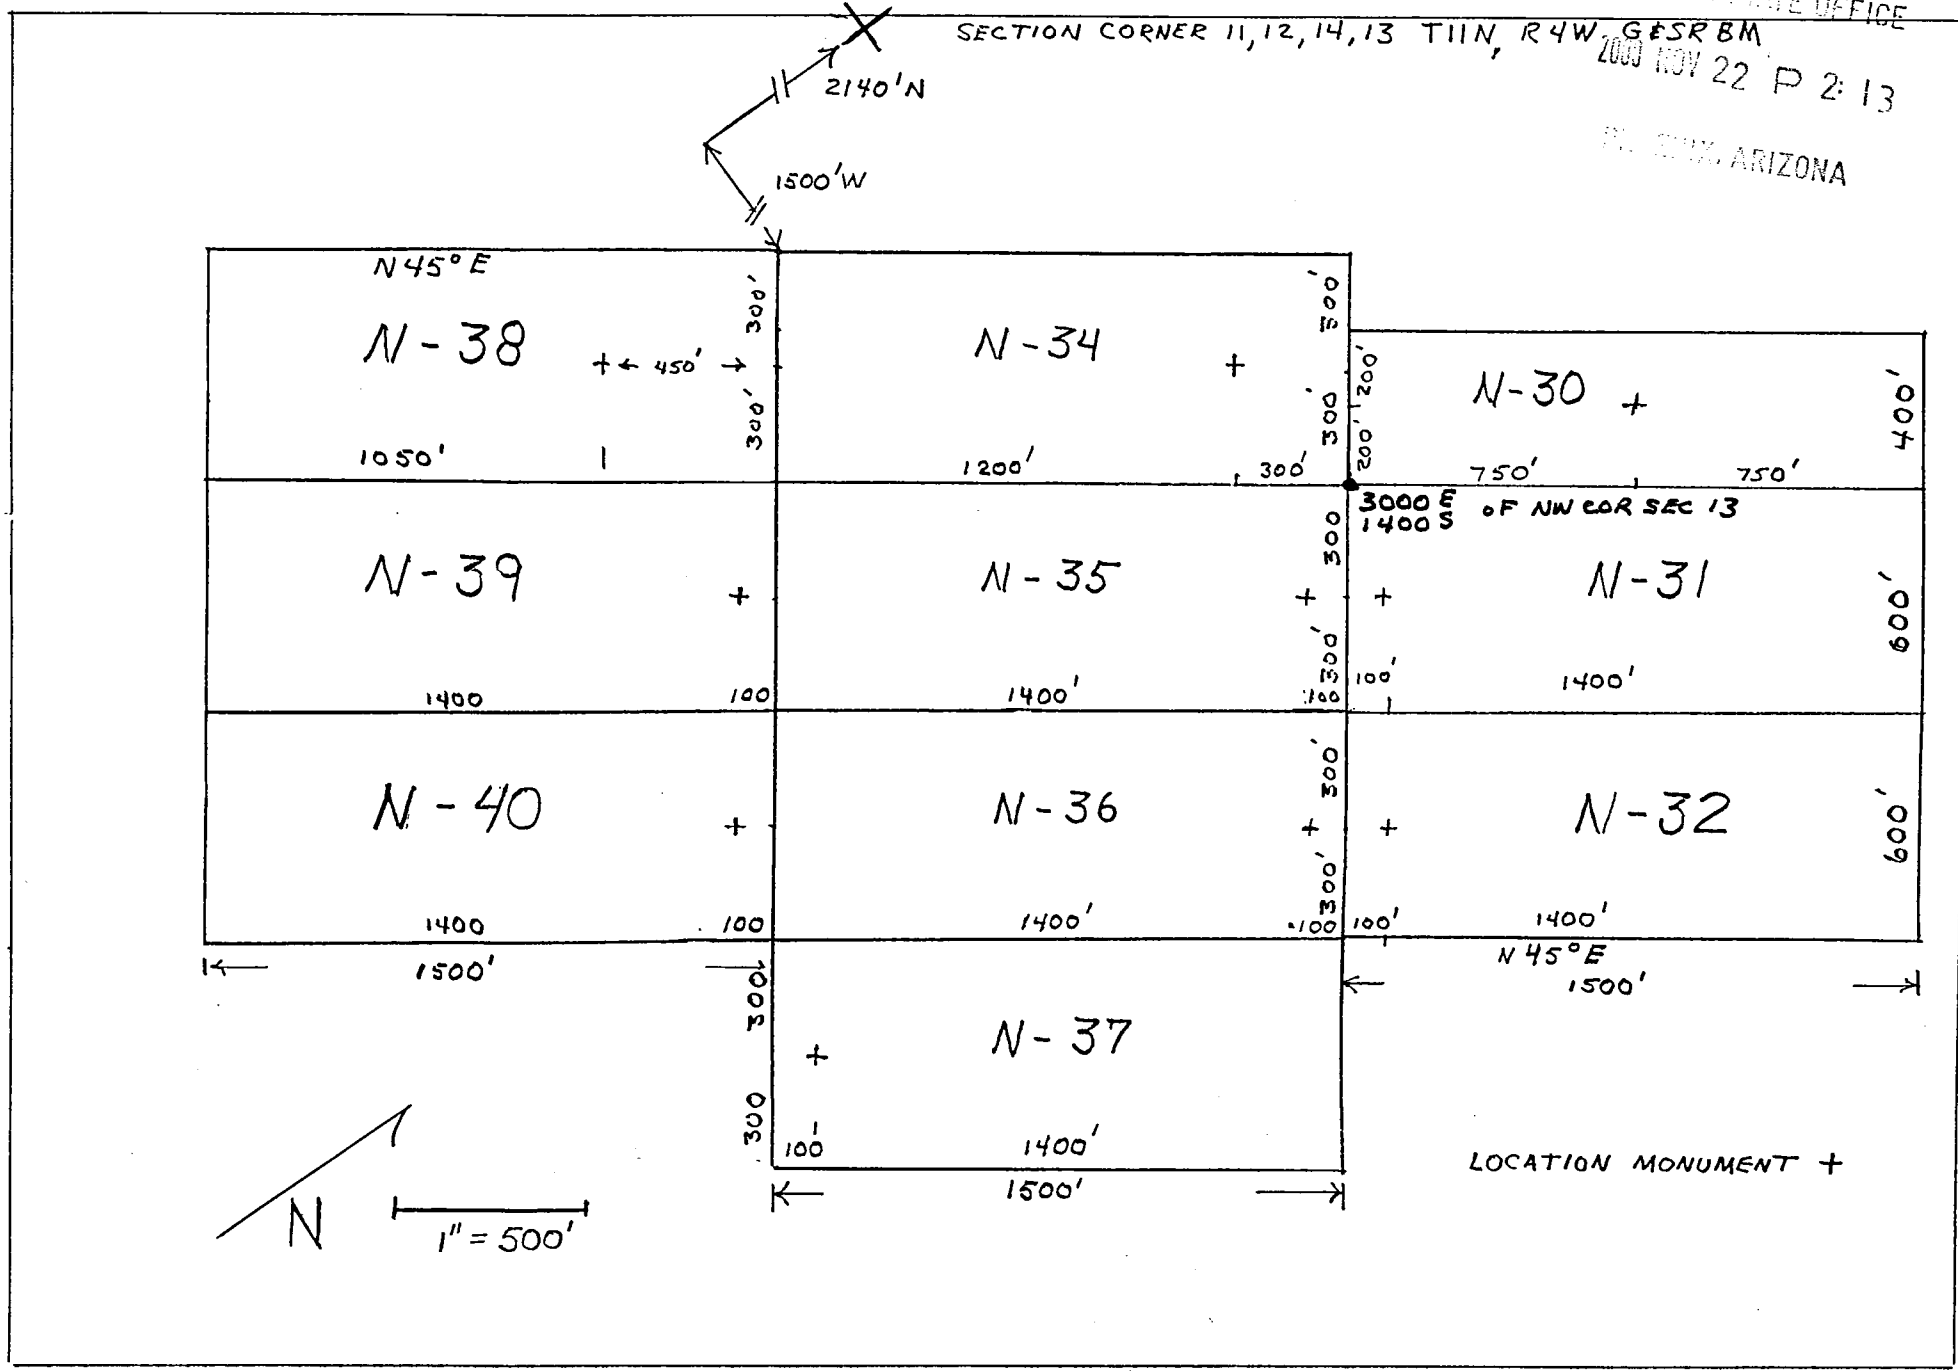 OFFICE
SECTION CORNER 11,12,14,13 T11N, R4W, G&SRBM
2000 NOV 22 P 2:13
ARIZONA
2140'N
1500'W
N45°E
N-38
450'
300'
300'
1050'
N-34
300'
300'
1200'
300'
N-30
200'
200'
400'
750'
750'
3000 E
1400 S OF NW COR SEC 13
N-39
1400
100
N-35
300
300'
1400'
100
N-31
600'
100'
1400'
N-40
1400
100
N-36
300'
300'
1400'
100
N-32
600'
100'
1400'
N45°E
1500'
1500'
N-37
300
300
100'
1400'
1500'
LOCATION MONUMENT +
N
1" = 500'